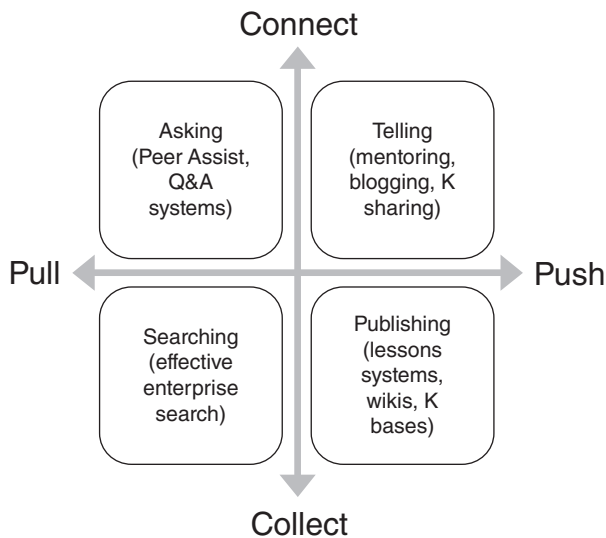 Connect
Asking
(Peer Assist,
Q&A
systems)
Telling
(mentoring,
blogging, K
sharing)
Pull
Push
Searching
(effective
enterprise
search)
Publishing
(lessons
systems,
wikis, K
bases)
Collect